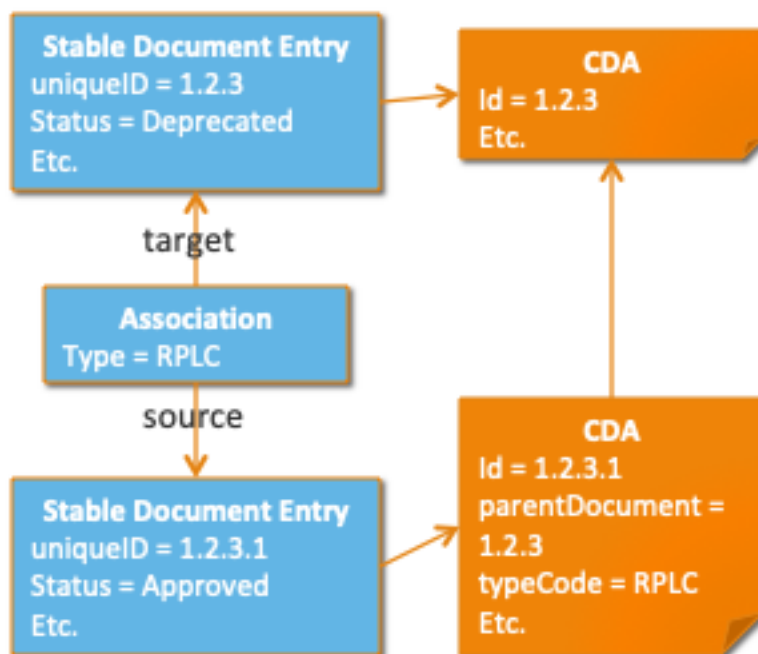 Stable Document Entry
uniqueID = 1.2.3
Status = Deprecated
Etc.
CDA
Id = 1.2.3
Etc.
target
Association
Type = RPLC
source
Stable Document Entry
uniqueID = 1.2.3.1
Status = Approved
Etc.
CDA
Id = 1.2.3.1
parentDocument =
1.2.3
typeCode = RPLC
Etc.